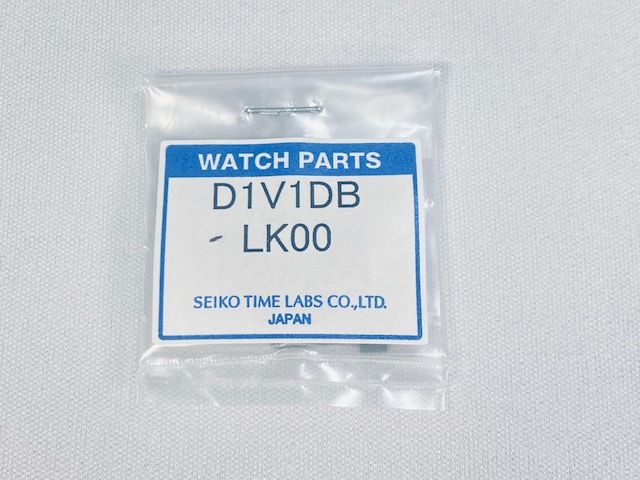 WATCH PARTS
D1V1DB
- LK00
SEIKO TIME LABS CO.,LTD.
JAPAN